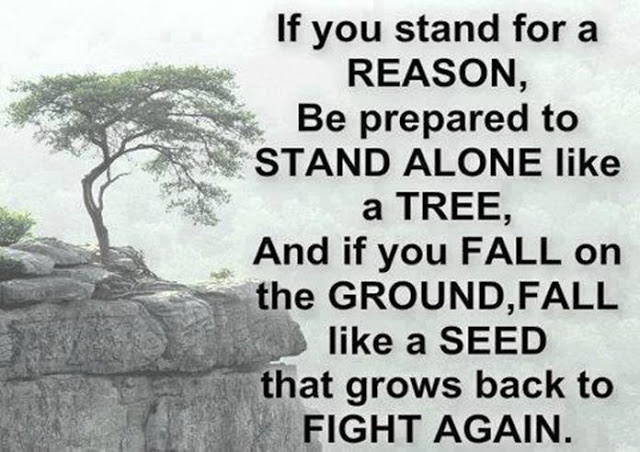 If you stand for a
REASON,
Be prepared to
STAND ALONE like
a TREE,
And if you FALL on
the GROUND,FALL
like a SEED
that grows back to
FIGHT AGAIN.